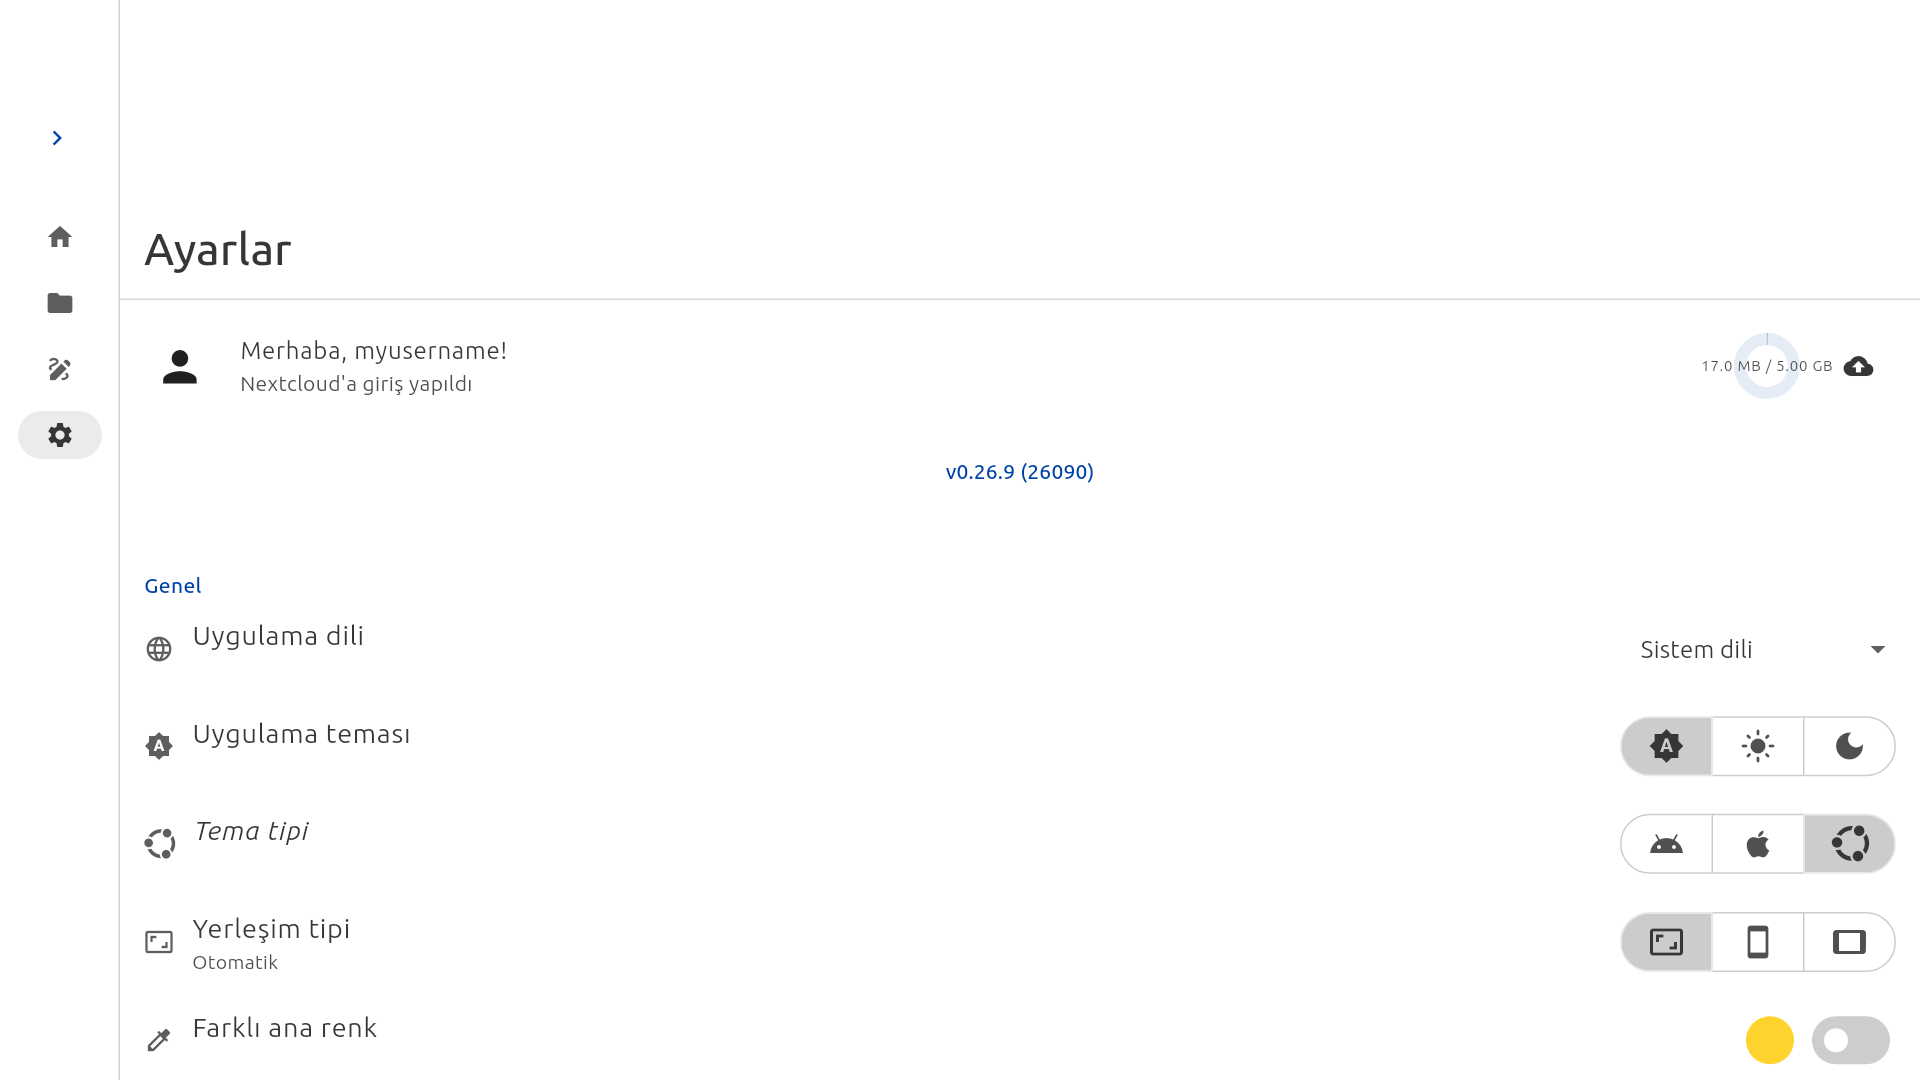 Ayarlar
Merhaba, myusername!
Nextcloud'a giriş yapıldı
17.0 MB / 5.00 GB
v0.26.9 (26090)
Genel
Uygulama dili
Sistem dili
Uygulama teması
Tema tipi
Yerleşim tipi
Otomatik
Farklı ana renk